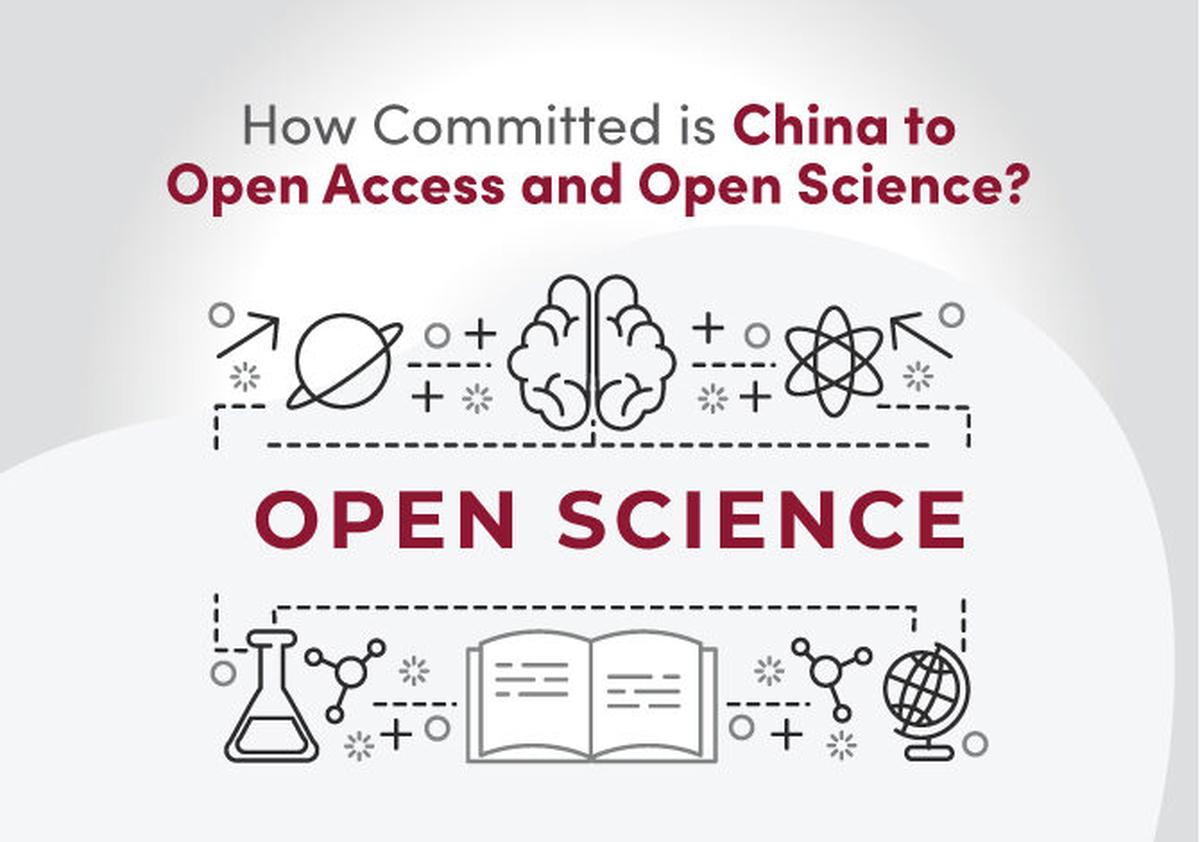 How Committed is China to
Open Access and Open Science?
OPEN SCIENCE